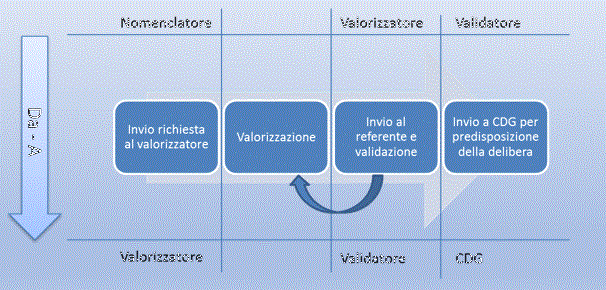 Nomenclatore
Valorizzatore
Validatore
Da - A
Invio richiesta
al valorizzatore
Valorizzazione
Invio al
referente e
validazione
Invio a CDG per
predisposizione
della delibera
Valorizzatore
Validatore
CDG